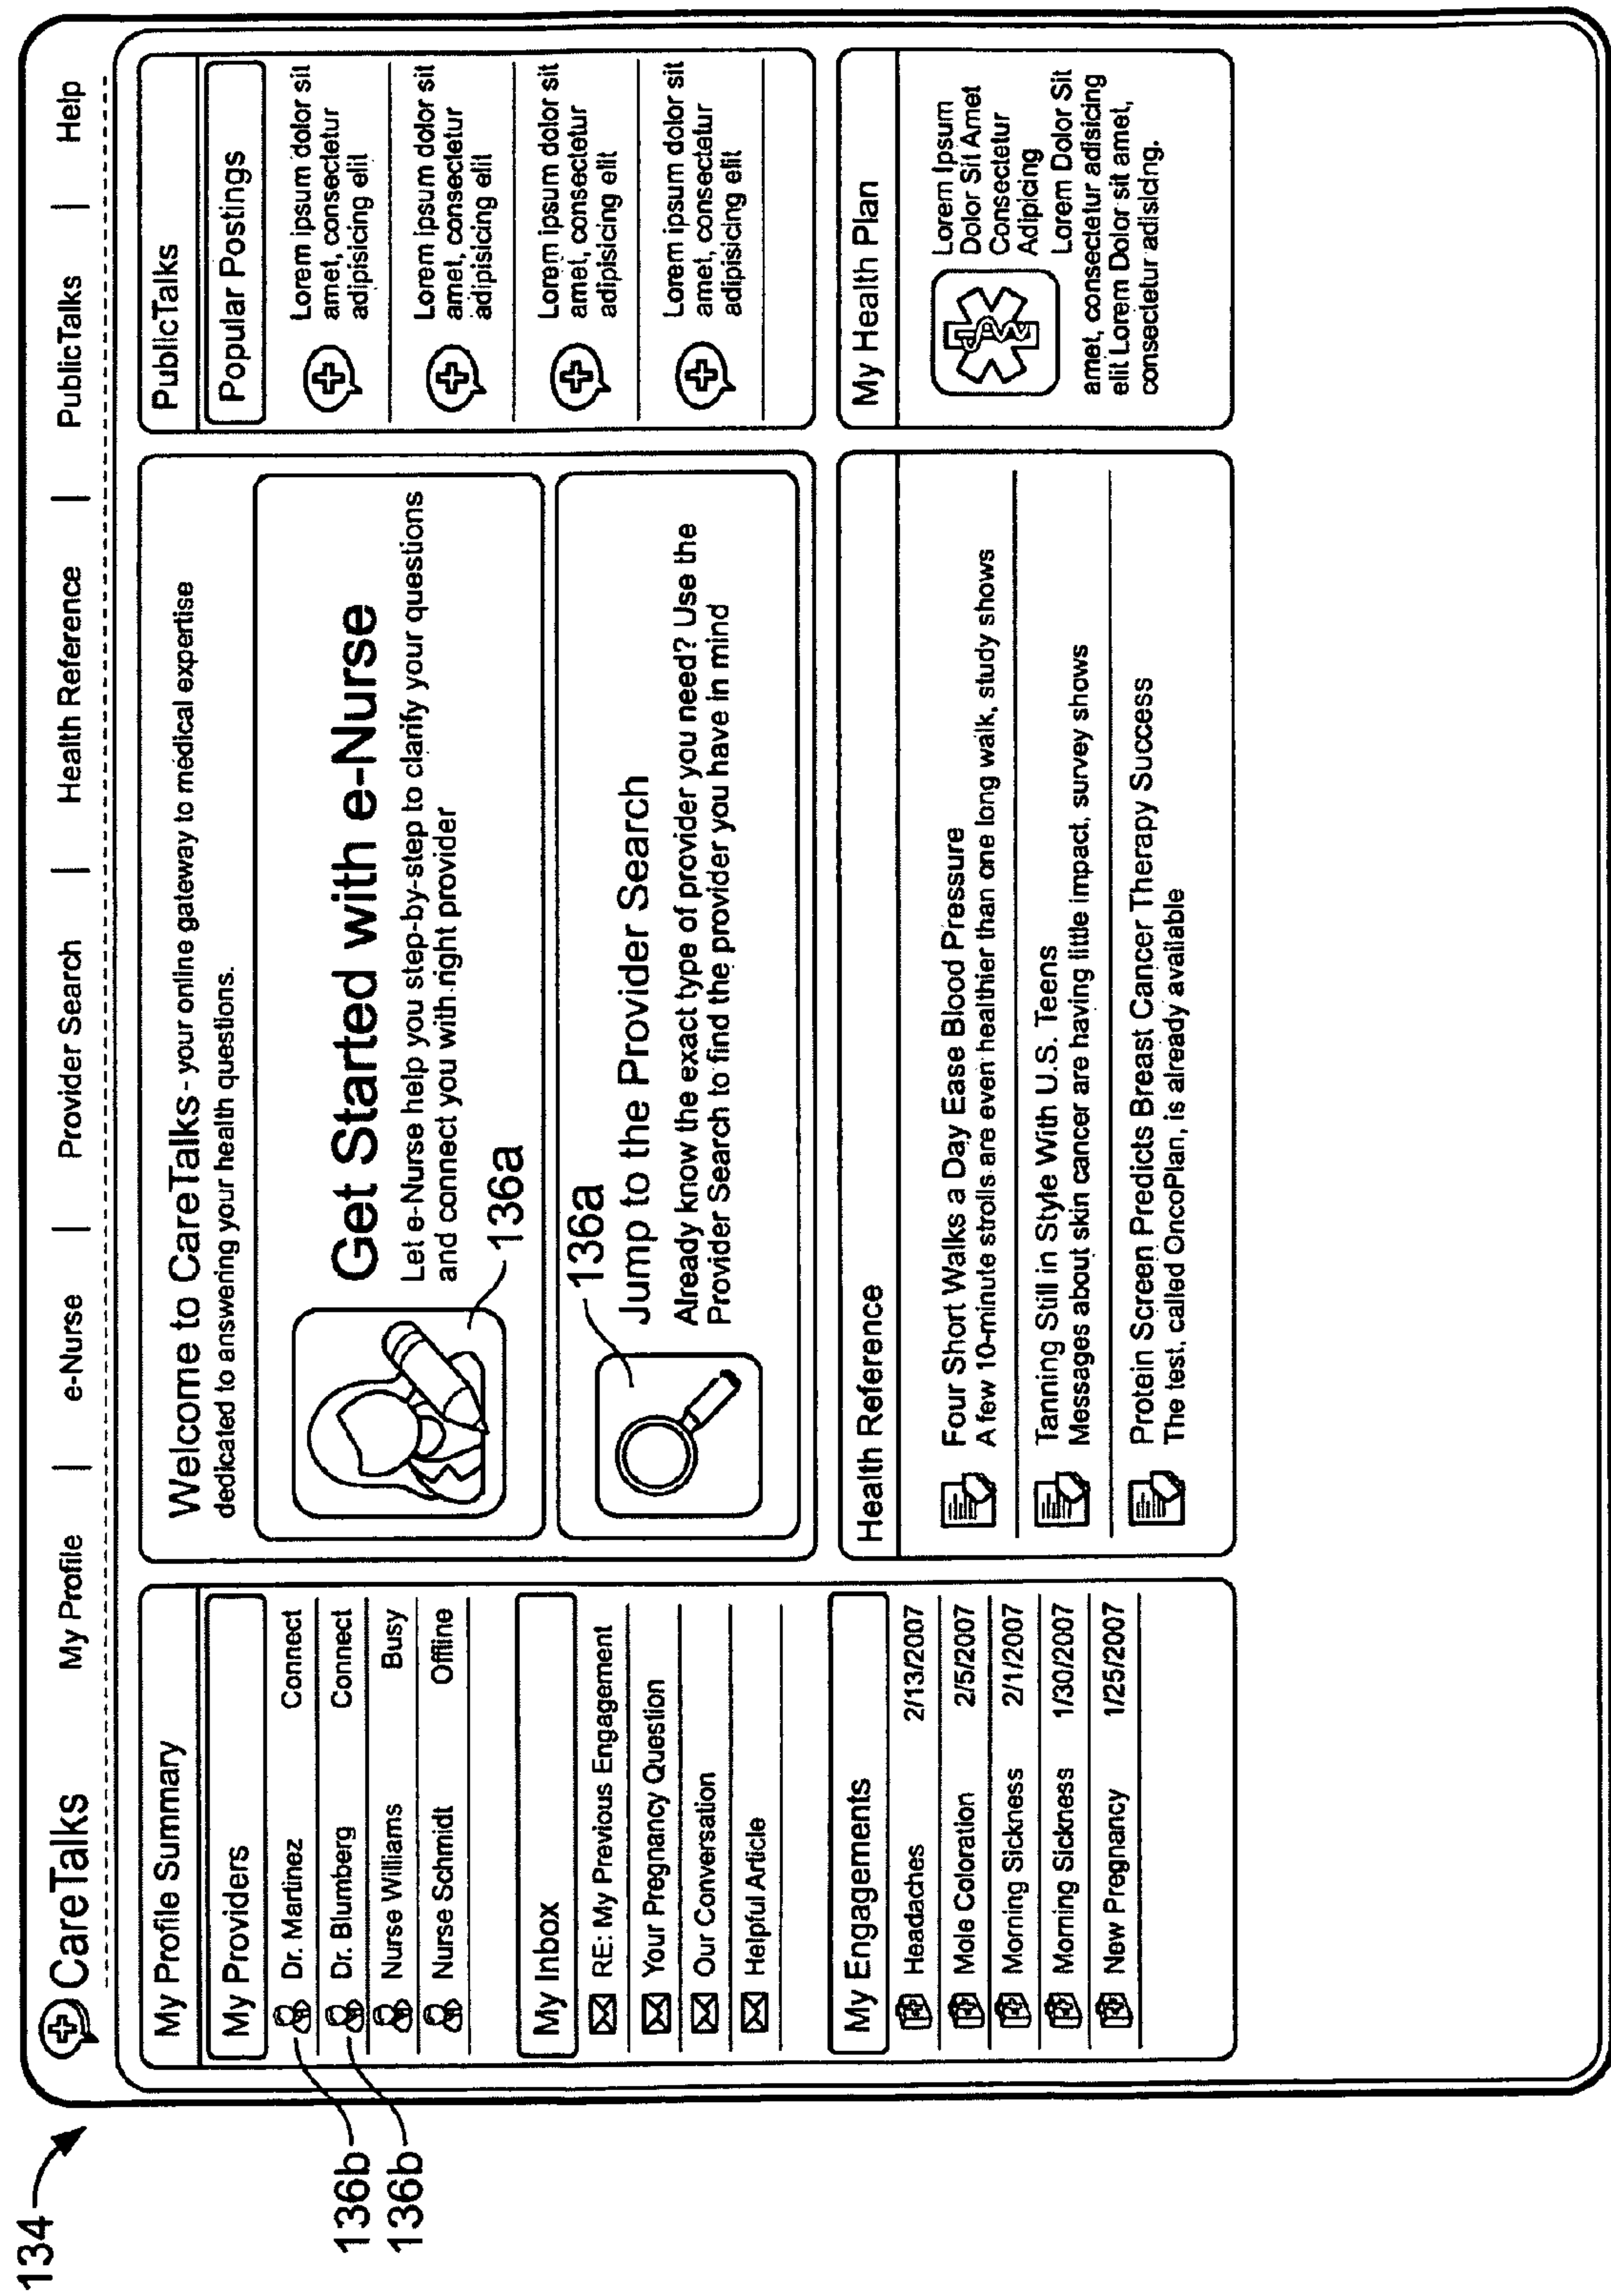 134
CareTalks
My Profile | e-Nurse | Provider Search | Health Reference | PublicTalks | Help
My Profile Summary
My Providers
Dr. Martinez Connect
Dr. Blumberg Connect
Nurse Williams Busy
Nurse Schmidt Offline
136b
136b
My Inbox
RE: My Previous Engagement
Your Pregnancy Question
Our Conversation
Helpful Article
My Engagements
Headaches 2/13/2007
Mole Coloration 2/5/2007
Morning Sickness 2/1/2007
Morning Sickness 1/30/2007
New Pregnancy 1/25/2007
Welcome to CareTalks - your online gateway to medical expertise
dedicated to answering your health questions.
Get Started with e-Nurse
Let e-Nurse help you step-by-step to clarify your questions
and connect you with right provider
136a
136a
Jump to the Provider Search
Already know the exact type of provider you need? Use the
Provider Search to find the provider you have in mind
Health Reference
Four Short Walks a Day Ease Blood Pressure
A few 10-minute strolls are even healthier than one long walk, study shows
Tanning Still in Style With U.S. Teens
Messages about skin cancer are having little impact, survey shows
Protein Screen Predicts Breast Cancer Therapy Success
The test, called OncoPlan, is already available
PublicTalks
Popular Postings
Lorem ipsum dolor sit
amet, consectetur
adipisicing elit
Lorem ipsum dolor sit
amet, consectetur
adipisicing elit
Lorem ipsum dolor sit
amet, consectetur
adipisicing elit
Lorem ipsum dolor sit
amet, consectetur
adipisicing elit
My Health Plan
Lorem Ipsum
Dolor Sit Amet
Consectetur
Adipicing
Lorem Dolor Sit
amet, consectetur adisicing
elit Lorem Dolor sit amet,
consectetur adisicing.